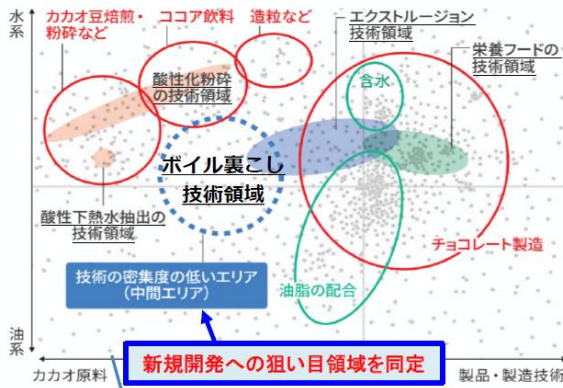 水系
カカオ豆焙煎・
粉砕など
ココア飲料
造粒など
エクストルージョン
技術領域
栄養フードの
技術領域
酸性化粉砕
の技術領域
含水
ボイル裏ごし
技術領域
酸性下熱水抽出の
技術領域
チョコレート製造
技術の密集度の低いエリア
（中間エリア）
油脂の配合
油系
新規開発への狙い目領域を同定
カカオ原料
製品・製造技術